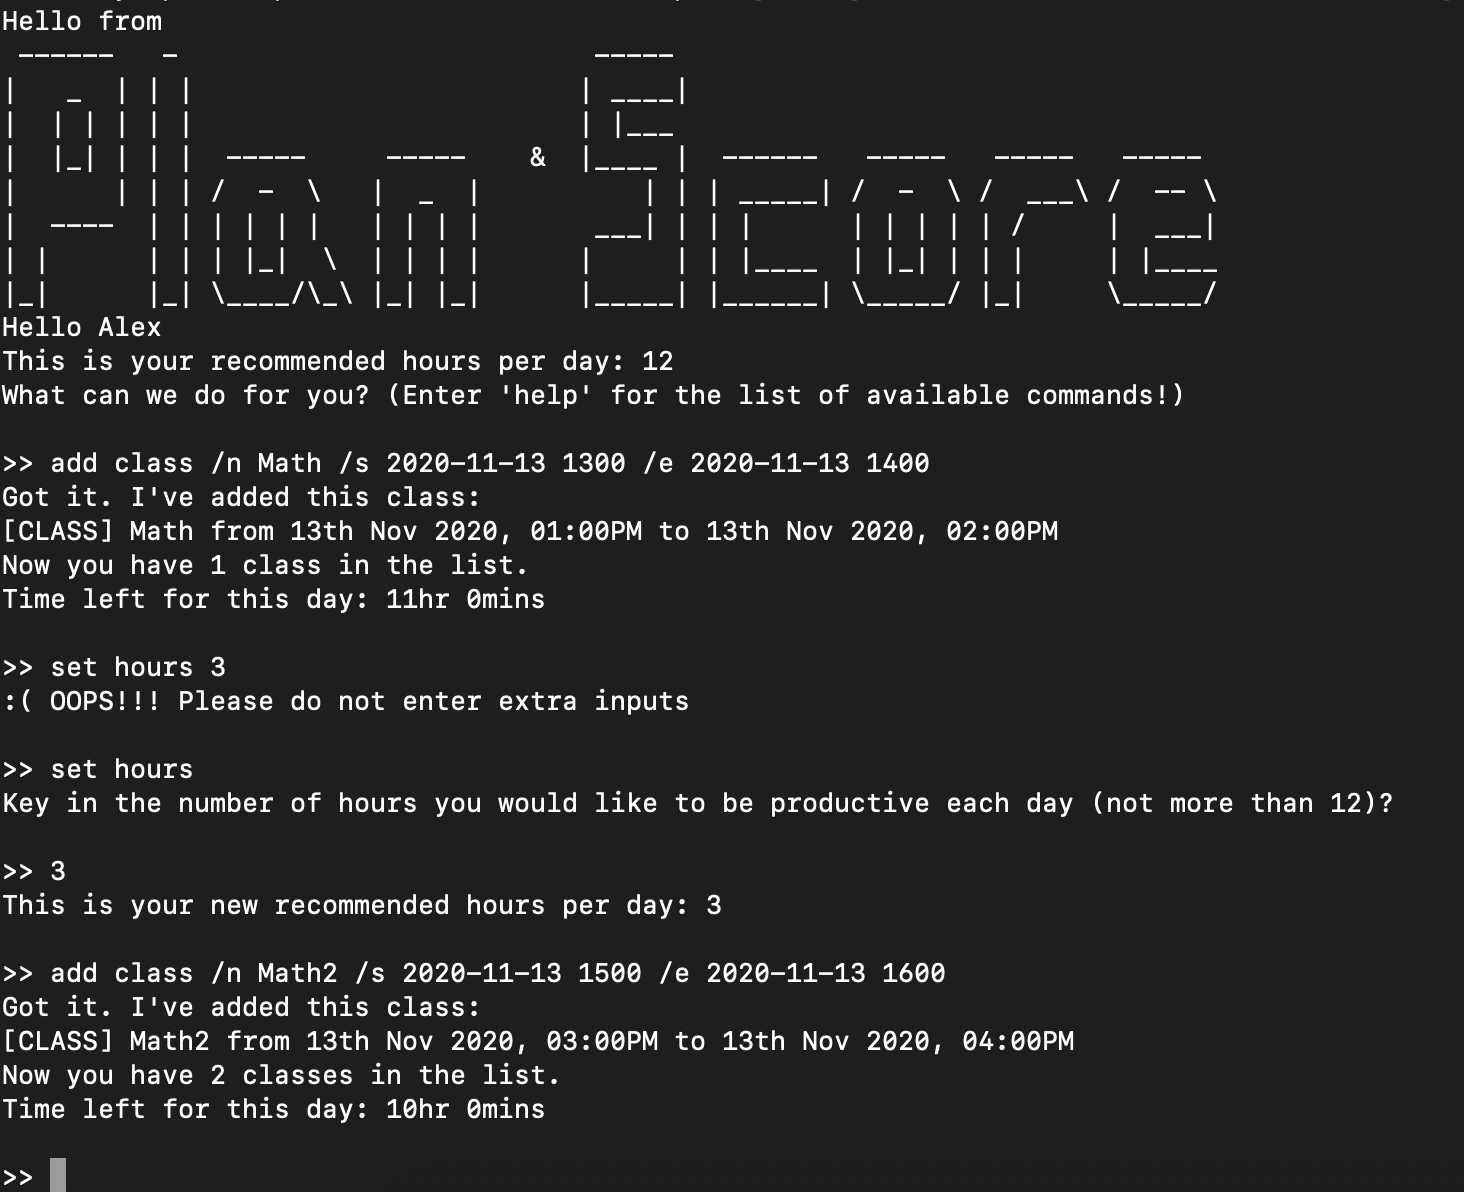 Hello from
 ------   -                          -----
|   _  | | |                        | ____|
|  | | | | |                        | |___
|  |_| | | |  -----     -----    &  |____ |  ------   -----   -----   -----
|      | | | /  -  \   |  _  |          | | | _____| /  -  \ /  ___\ /  -- \
|  ----  | | | | | |   | | | |       ___| | | |      | | | | | /     |  ___|
| |      | | | |_|  \  | | | |      |     | | |____  | |_| | | |     | |____
|_|      |_| \____/\_\ |_| |_|      |_____| |______| \_____/ |_|     \_____/
Hello Alex
This is your recommended hours per day: 12
What can we do for you? (Enter 'help' for the list of available commands!)
>> add class /n Math /s 2020-11-13 1300 /e 2020-11-13 1400
Got it. I've added this class:
[CLASS] Math from 13th Nov 2020, 01:00PM to 13th Nov 2020, 02:00PM
Now you have 1 class in the list.
Time left for this day: 11hr 0mins
>> set hours 3
:( OOPS!!! Please do not enter extra inputs
>> set hours
Key in the number of hours you would like to be productive each day (not more than 12)?
>> 3
This is your new recommended hours per day: 3
>> add class /n Math2 /s 2020-11-13 1500 /e 2020-11-13 1600
Got it. I've added this class:
[CLASS] Math2 from 13th Nov 2020, 03:00PM to 13th Nov 2020, 04:00PM
Now you have 2 classes in the list.
Time left for this day: 10hr 0mins
>>